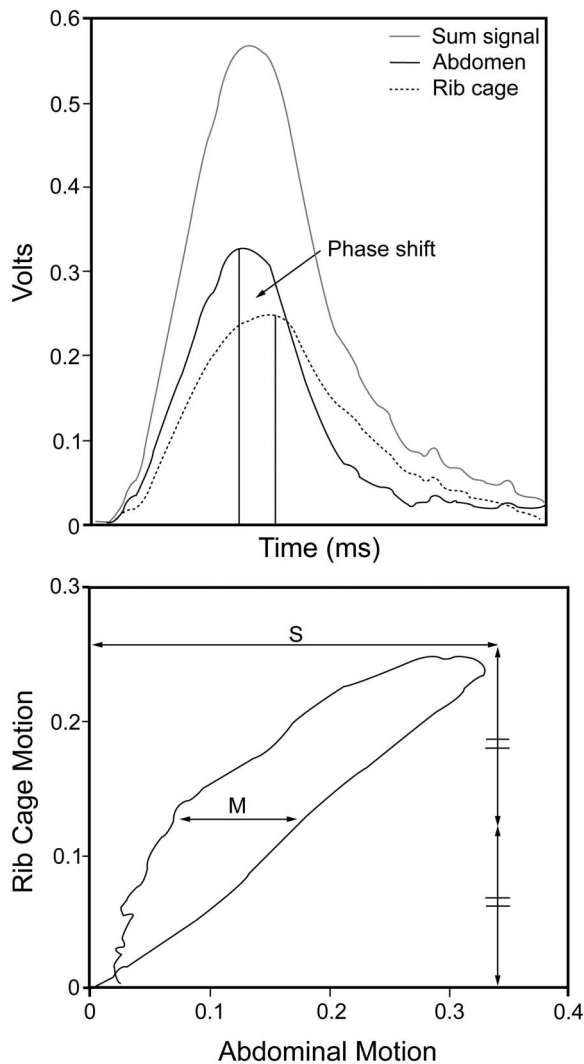 0.6
Sum signal
Abdomen
Rib cage
0.5
0.4
Volts
0.3
Phase shift
0.2
0.1
0
Time (ms)
0.3
S
0.2
Rib Cage Motion
M
0.1
0
0
0.1
0.2
0.3
0.4
Abdominal Motion